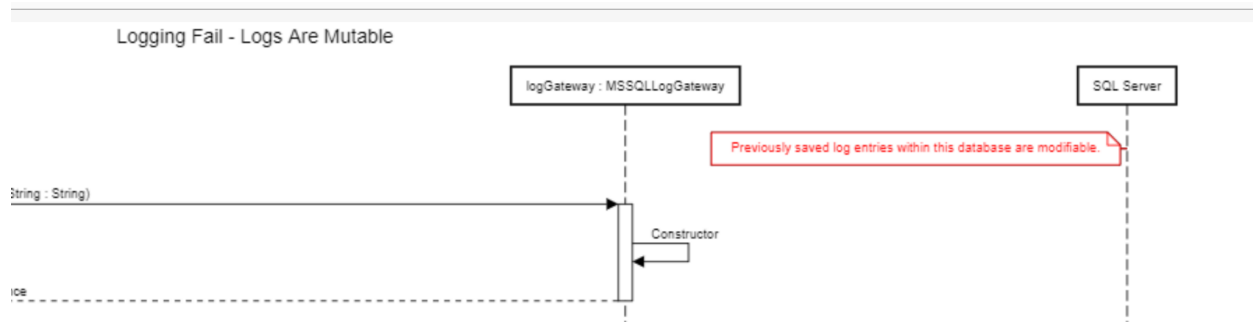 Logging Fail - Logs Are Mutable
logGateway : MSSQLLogGateway
SQL Server
Previously saved log entries within this database are modifiable.
String : String)
Constructor